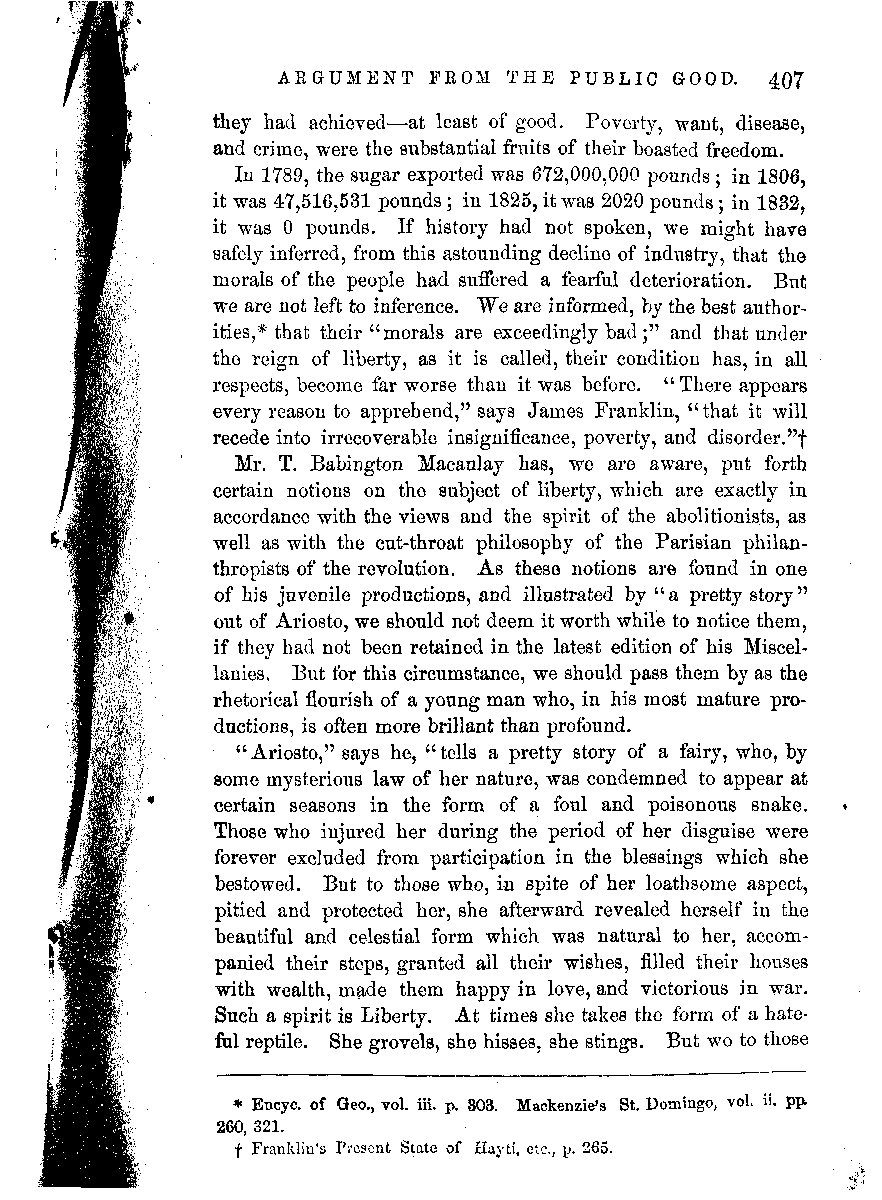 ARGUMENT FROM THE PUBLIC GOOD. 407
they had achieved—at least of good. Poverty, want, disease,
and crime, were the substantial fruits of their boasted freedom.
In 1789, the sugar exported was 672,000,000 pounds; in 1806,
it was 47,516,531 pounds; in 1825, it was 2020 pounds; in 1832,
it was 0 pounds. If history had not spoken, we might have
safely inferred, from this astounding decline of industry, that the
morals of the people had suffered a fearful deterioration. But
we are not left to inference. We are informed, by the best author-
ities,* that their “morals are exceedingly bad;” and that under
the reign of liberty, as it is called, their condition has, in all
respects, become far worse than it was before. “There appears
every reason to apprehend,” says James Franklin, “that it will
recede into irrecoverable insignificance, poverty, and disorder.”†
Mr. T. Babington Macaulay has, we are aware, put forth
certain notions on the subject of liberty, which are exactly in
accordance with the views and the spirit of the abolitionists, as
well as with the cut-throat philosophy of the Parisian philan-
thropists of the revolution. As these notions are found in one
of his juvenile productions, and illustrated by “a pretty story”
out of Ariosto, we should not deem it worth while to notice them,
if they had not been retained in the latest edition of his Miscel-
lanies. But for this circumstance, we should pass them by as the
rhetorical flourish of a young man who, in his most mature pro-
ductions, is often more brillant than profound.
“Ariosto,” says he, “tells a pretty story of a fairy, who, by
some mysterious law of her nature, was condemned to appear at
certain seasons in the form of a foul and poisonous snake.
Those who injured her during the period of her disguise were
forever excluded from participation in the blessings which she
bestowed. But to those who, in spite of her loathsome aspect,
pitied and protected her, she afterward revealed herself in the
beautiful and celestial form which was natural to her, accom-
panied their steps, granted all their wishes, filled their houses
with wealth, made them happy in love, and victorious in war.
Such a spirit is Liberty. At times she takes the form of a hate-
ful reptile. She grovels, she hisses, she stings. But wo to those
* Encyc. of Geo., vol. iii. p. 303. Mackenzie's St. Domingo, vol. ii. pp.
260, 321.
† Franklin's Present State of Hayti, etc., p. 265.